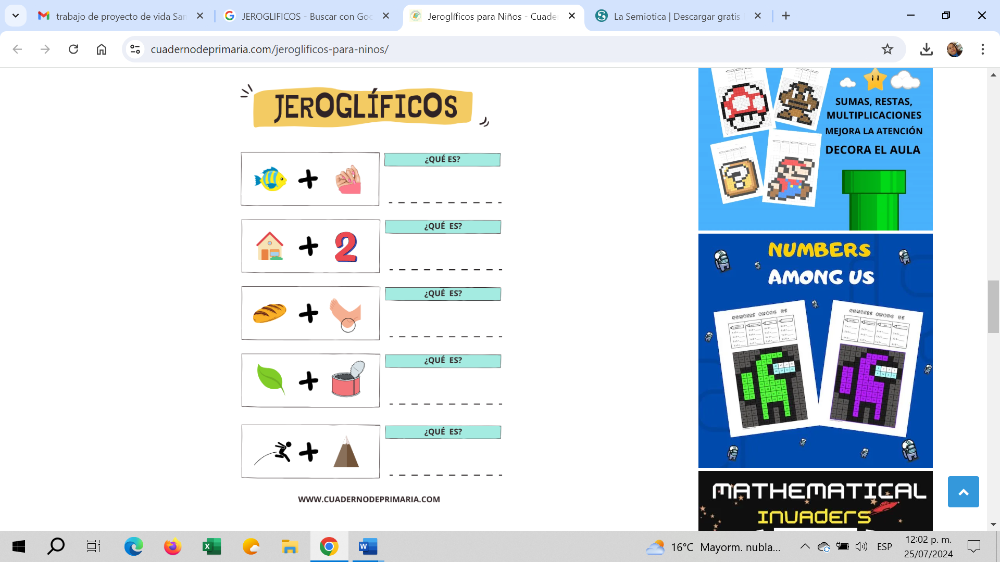 trabajo de proyecto de vida San
JEROGLIFICOS - Buscar con Goo
Jeroglíficos para Niños - Cuader
La Semiotica | Descargar gratis
cuadernodeprimaria.com/jeroglificos-para-ninos/
JEROGLÍFICOS
¿QUÉ ES?
2
¿QUÉ ES?
¿QUÉ ES?
¿QUÉ ES?
¿QUÉ ES?
WWW.CUADERNODEPRIMARIA.COM
SUMAS, RESTAS,
MULTIPLICACIONES
MEJORA LA ATENCIÓN
DECORA EL AULA
NUMBERS
AMONG US
NUMBERS AMONG US
NUMBERS AMONG US
MATHEMATICAL
INVADERS
16°C Mayorm. nubla...
ESP
12:02 p. m.
25/07/2024